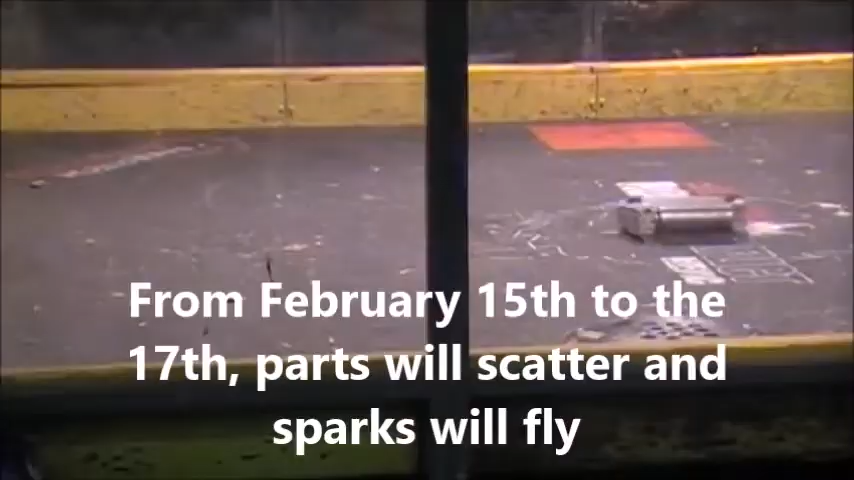 From February 15th to the
17th, parts will scatter and
sparks will fly